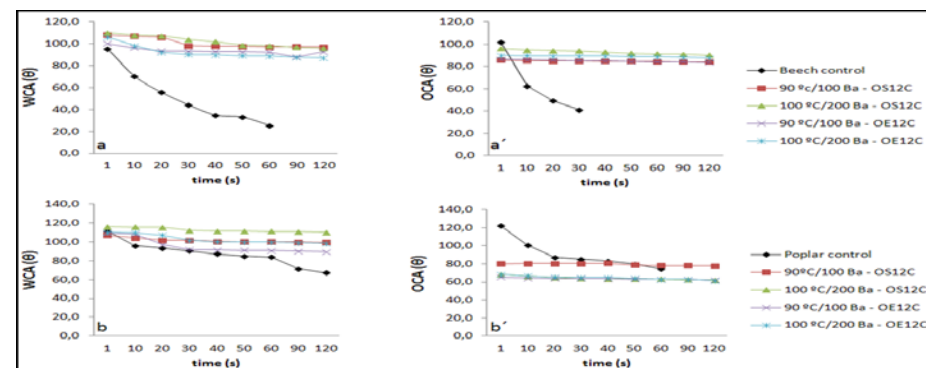 WCA (θ)
120,0
100,0
80,0
60,0
40,0
20,0
0,0
a
1 10 20 30 40 50 60 90 120
time (s)
OCA (θ)
120,0
100,0
80,0
60,0
40,0
20,0
0,0
a´
1 10 20 30 40 50 60 90 120
time (s)
Beech control
90 ºc/100 Ba - OS12C
100 ºC/200 Ba - OS12C
90 ºC/100 Ba - OE12C
100 ºC/200 Ba - OE12C
WCA (θ)
140,0
120,0
100,0
80,0
60,0
40,0
20,0
0,0
b
1 10 20 30 40 50 60 90 120
time (s)
OCA (θ)
140,0
120,0
100,0
80,0
60,0
40,0
20,0
0,0
b´
1 10 20 30 40 50 60 90 120
time (s)
Poplar control
90ºC/100 Ba - OS12C
100 ºC/200 Ba - OS12C
90 ºC/100 Ba - OE12C
100 ºC/200 Ba - OE12C